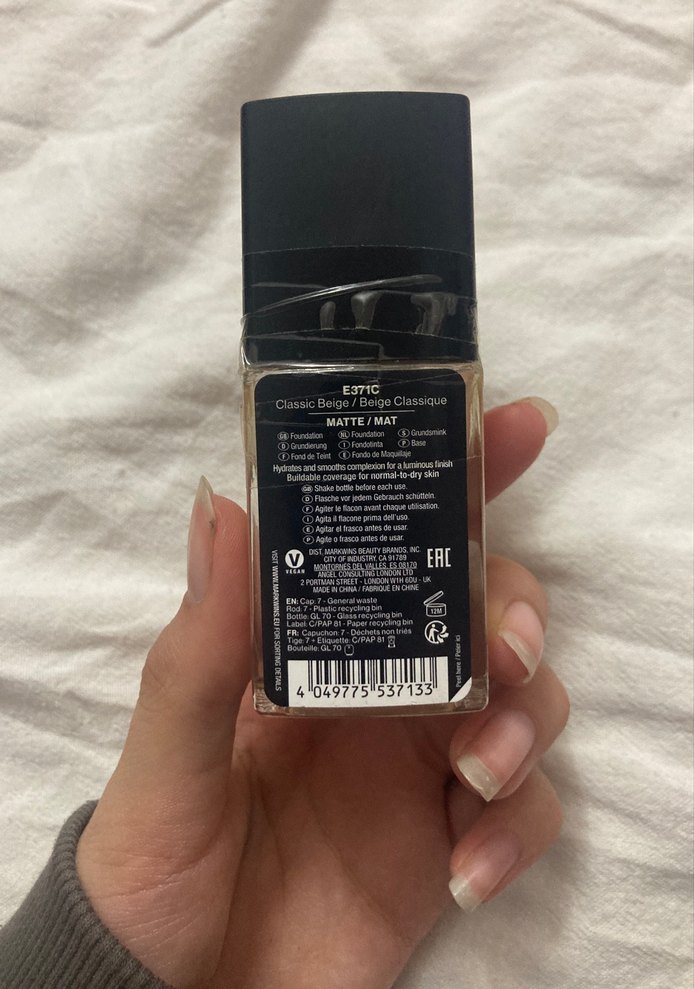 E371C
Classic Beige / Beige Classique
MATTE / MAT
GB Foundation NL Foundation S Grundsmink
D Grundierung I Fondotinta P Base
F Fond de Teint E Fondo de Maquillaje
Hydrates and smooths complexion for a luminous finish
Buildable coverage for normal-to-dry skin
GB Shake bottle before each use.
D Flasche vor jedem Gebrauch schütteln.
F Agiter le flacon avant chaque utilisation.
I Agita il flacone prima dell'uso.
E Agitar el frasco antes de usar.
P Agite o frasco antes de usar.
V
VEGAN
DIST. MARKWINS BEAUTY BRANDS, INC
CITY OF INDUSTRY, CA 91789
MONTORNES DEL VALLES, ES 08170
ANGEL CONSULTING LONDON LTD
2 PORTMAN STREET - LONDON W1H 6DU - UK
MADE IN CHINA / FABRIQUÉ EN CHINE
EAC
EN: Cap: 7 - General waste
Rod: 7 - Plastic recycling bin
Bottle: GL 70 - Glass recycling bin
Label: C/PAP 81 - Paper recycling bin
FR: Capuchon: 7 - Déchets non triés
Tige: 7 + Etiquette: C/PAP 81
Bouteille: GL 70
12M
VISIT WWW.MARKWINS.EU FOR SORTING DETAILS
Peel here / Peler ici
4 049775 537133